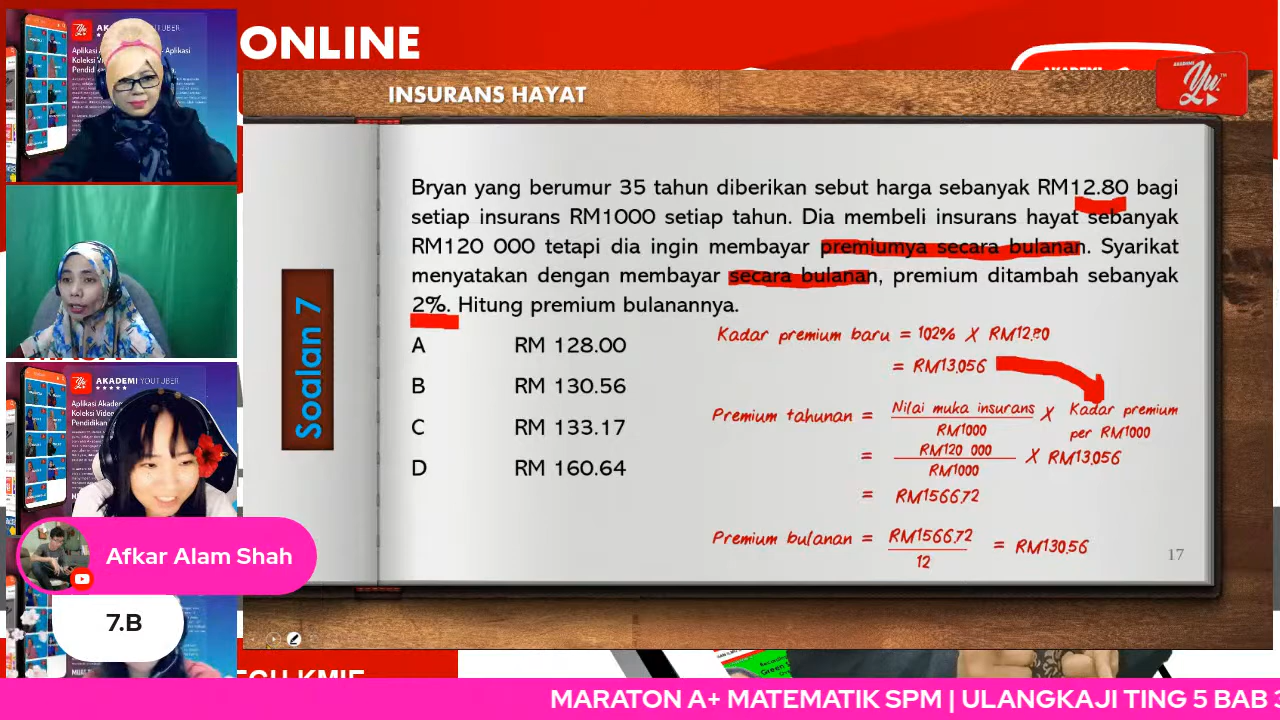 ONLINE
AKADEMI YOUTUBER
INSURANS HAYAT
Soalan 7
Bryan yang berumur 35 tahun diberikan sebut harga sebanyak RM12.80 bagi
setiap insurans RM1000 setiap tahun. Dia membeli insurans hayat sebanyak
RM120 000 tetapi dia ingin membayar premiumya secara bulanan. Syarikat
menyatakan dengan membayar secara bulanan, premium ditambah sebanyak
2%. Hitung premium bulanannya.
A RM 128.00
B RM 130.56
C RM 133.17
D RM 160.64
Kadar premium baru = 102% X RM12.80
= RM13.056
Premium tahunan = Nilai muka insurans / RM1000 X Kadar premium per RM1000
= RM120 000 / RM1000 X RM13.056
= RM1566.72
Premium bulanan = RM1566.72 / 12 = RM130.56
17
Afkar Alam Shah
7.B
MARATON A+ MATEMATIK SPM | ULANGKAJI TING 5 BAB 3